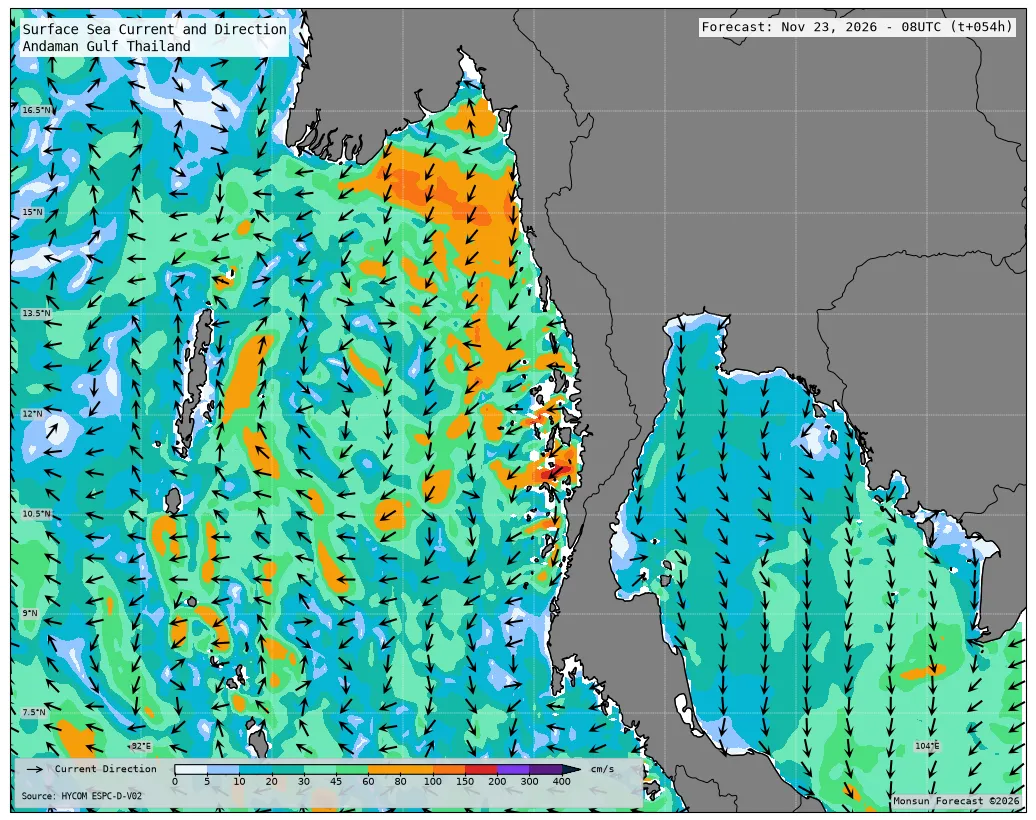 Surface Sea Current and Direction
Andaman Gulf Thailand
Forecast: Nov 23, 2026 - 08UTC (t+054h)
16.5°N
15°N
13.5°N
12°N
10.5°N
9°N
7.5°N
92°E
104°E
Current Direction
0 5 10 20 30 45 60 80 100 150 200 300 400 cm/s
Source: HYCOM ESPC-D-V02
Monsun Forecast ©2026